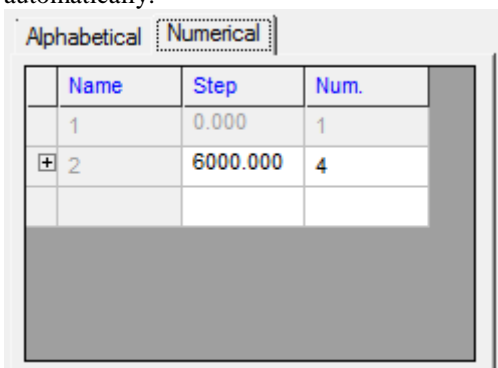 automatically.
Alphabetical Numerical
Name Step Num.
1 0.000 1
2 6000.000 4